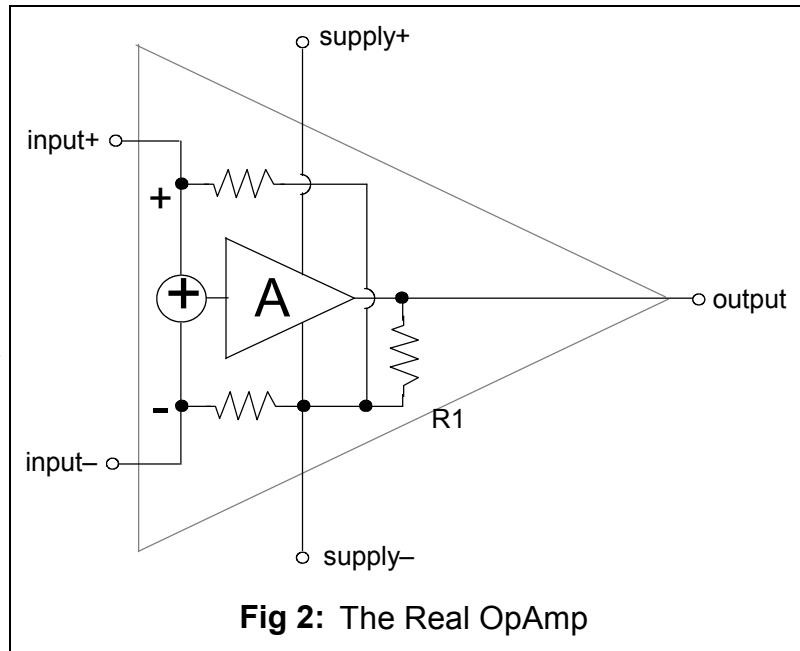 supply+
input+
+
+
A
output
-
R1
input–
supply–
Fig 2: The Real OpAmp